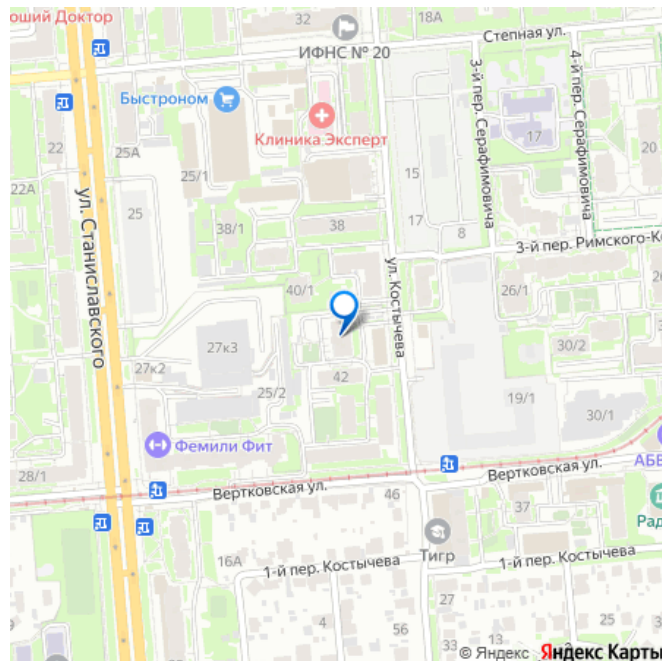 оший Доктор
32
18А
ИФНС № 20
Степная ул.
Быстроном
Клиника Эксперт
3-й пер. Серафимовича
4-й пер. Серафимовича
17
20
22
25А
22А
25/1
15
ул. Станиславского
25
38/1
38
17
8
3-й пер. Римского-Ко
ул. Костычева
40/1
26/1
27к3
27к2
30/2
25/2
42
19/1
30/1
Фемили Фит
28/1
АБВ
Вертковская ул.
Вертковская ул.
46
37
Рад
16А
Тигр
1-й пер. Костычева
1-й пер. Костычева
27
40
56
33
25
© Яндекс Яндекс Карты